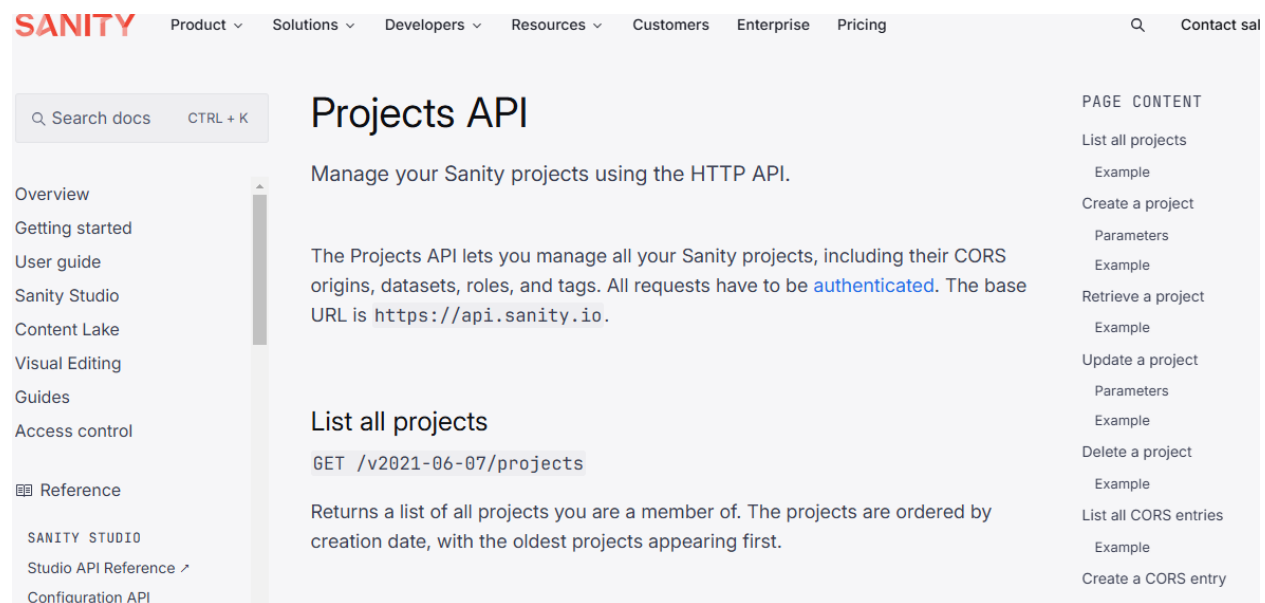 SANITY Product Solutions Developers Resources Customers Enterprise Pricing Contact sal
Search docs CTRL + K
Overview
Getting started
User guide
Sanity Studio
Content Lake
Visual Editing
Guides
Access control
Reference
SANITY STUDIO
Studio API Reference ↗
Configuration API
Projects API
Manage your Sanity projects using the HTTP API.
The Projects API lets you manage all your Sanity projects, including their CORS
origins, datasets, roles, and tags. All requests have to be authenticated. The base
URL is https://api.sanity.io.
List all projects
GET /v2021-06-07/projects
Returns a list of all projects you are a member of. The projects are ordered by
creation date, with the oldest projects appearing first.
PAGE CONTENT
List all projects
Example
Create a project
Parameters
Example
Retrieve a project
Example
Update a project
Parameters
Example
Delete a project
Example
List all CORS entries
Example
Create a CORS entry